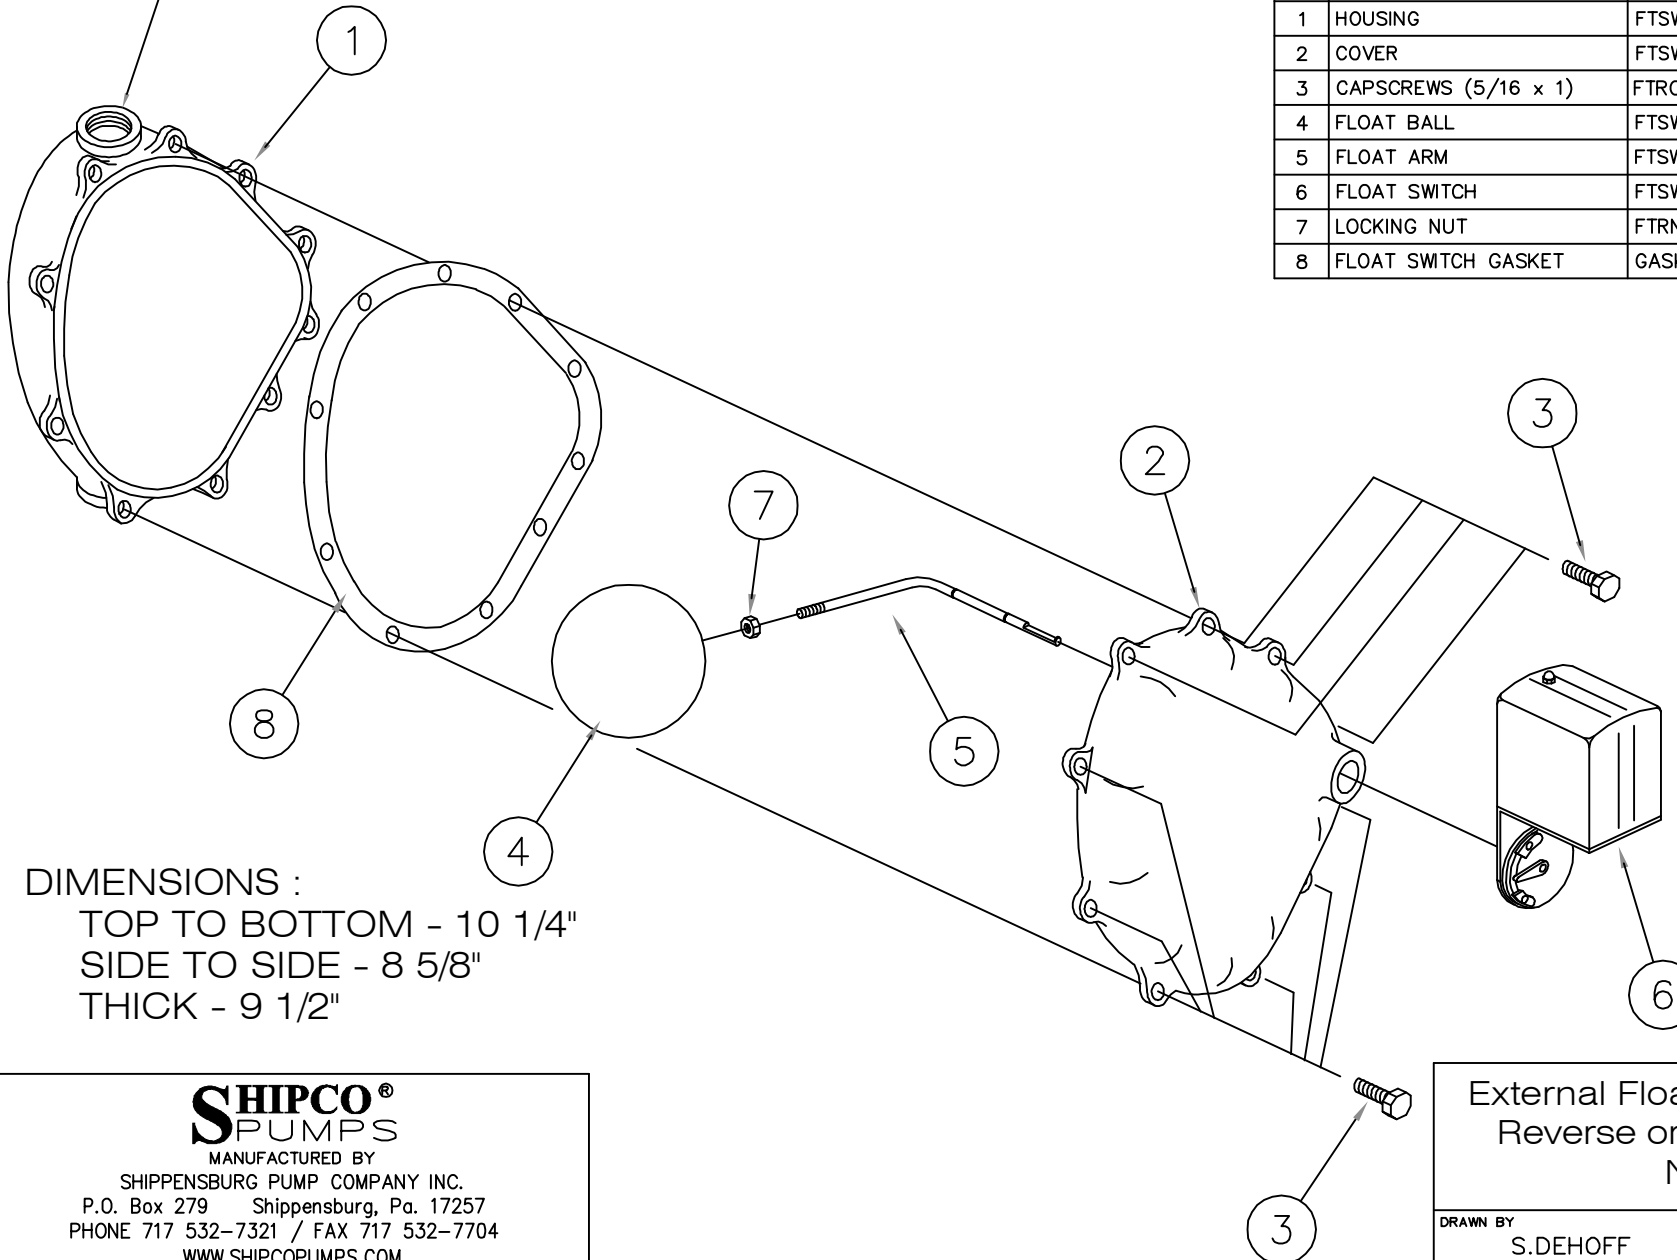 1
1 HOUSING FTSW
2 COVER FTSW
3 CAPSCREWS (5/16 x 1) FTRC
4 FLOAT BALL FTSW
5 FLOAT ARM FTSW
6 FLOAT SWITCH FTSW
7 LOCKING NUT FTRN
8 FLOAT SWITCH GASKET GASK
3
2
7
8
5
4
6
DIMENSIONS :
TOP TO BOTTOM - 10 1/4"
SIDE TO SIDE - 8 5/8"
THICK - 9 1/2"
3
SHIPCO®
PUMPS
MANUFACTURED BY
SHIPPENSBURG PUMP COMPANY INC.
P.O. Box 279 Shippensburg, Pa. 17257
PHONE 717 532-7321 / FAX 717 532-7704
WWW.SHIPCOPUMPS.COM
External Floa
Reverse or
N
DRAWN BY
S.DEHOFF